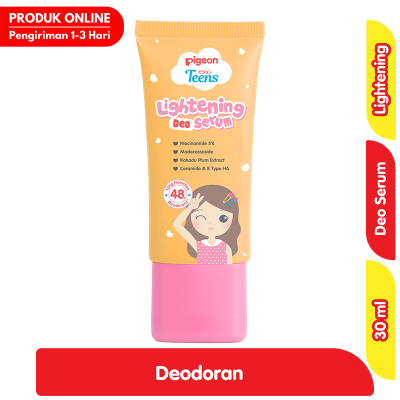 PRODUK ONLINE
Pengiriman 1-3 Hari
pigeon
Teens
Lightening
Deo Serum
Niacinamide 5%
Madecassoside
Kakadu Plum Extract
Ceramide & 8 Type HA
48
Lightening
Deo Serum
30 ml
Deodoran